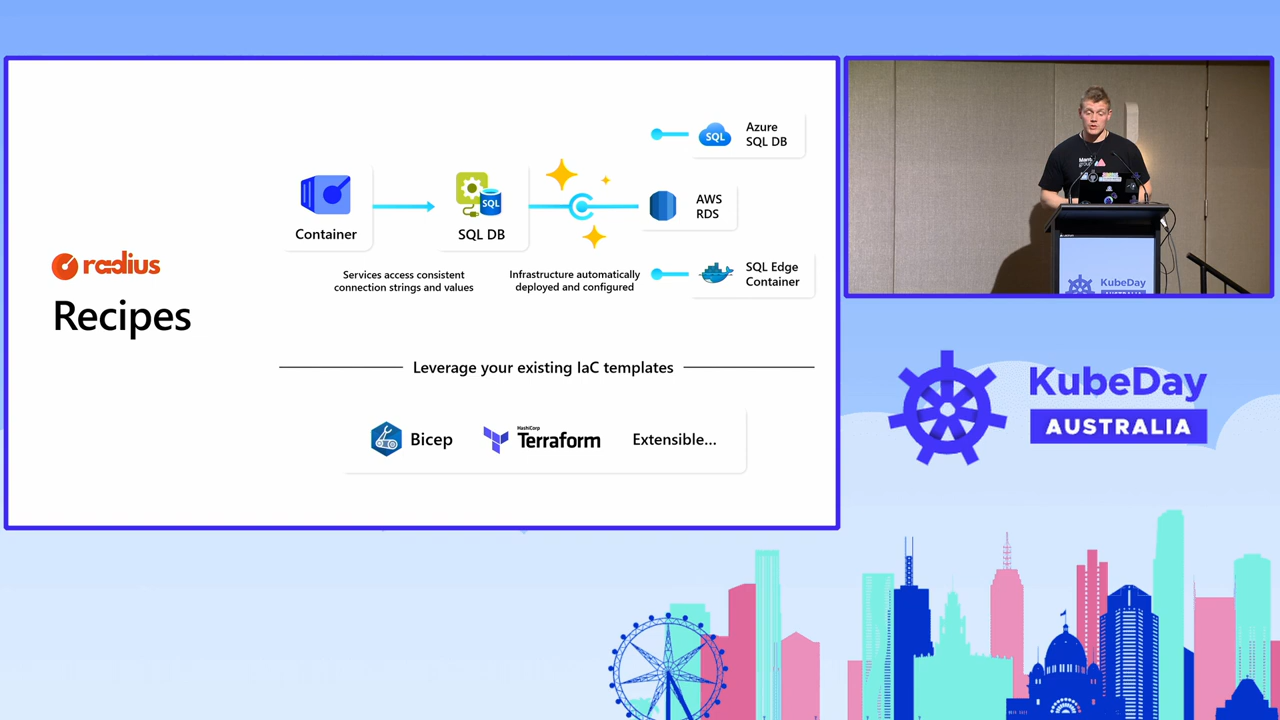 radius
Recipes
Container
SQL
SQL DB
Services access consistent
connection strings and values
Infrastructure automatically
deployed and configured
SQL
Azure
SQL DB
AWS
RDS
SQL Edge
Container
Leverage your existing IaC templates
Bicep
HashiCorp
Terraform
Extensible...
KubeDay
AUSTRALIA
KubeDay
AUSTRALIA